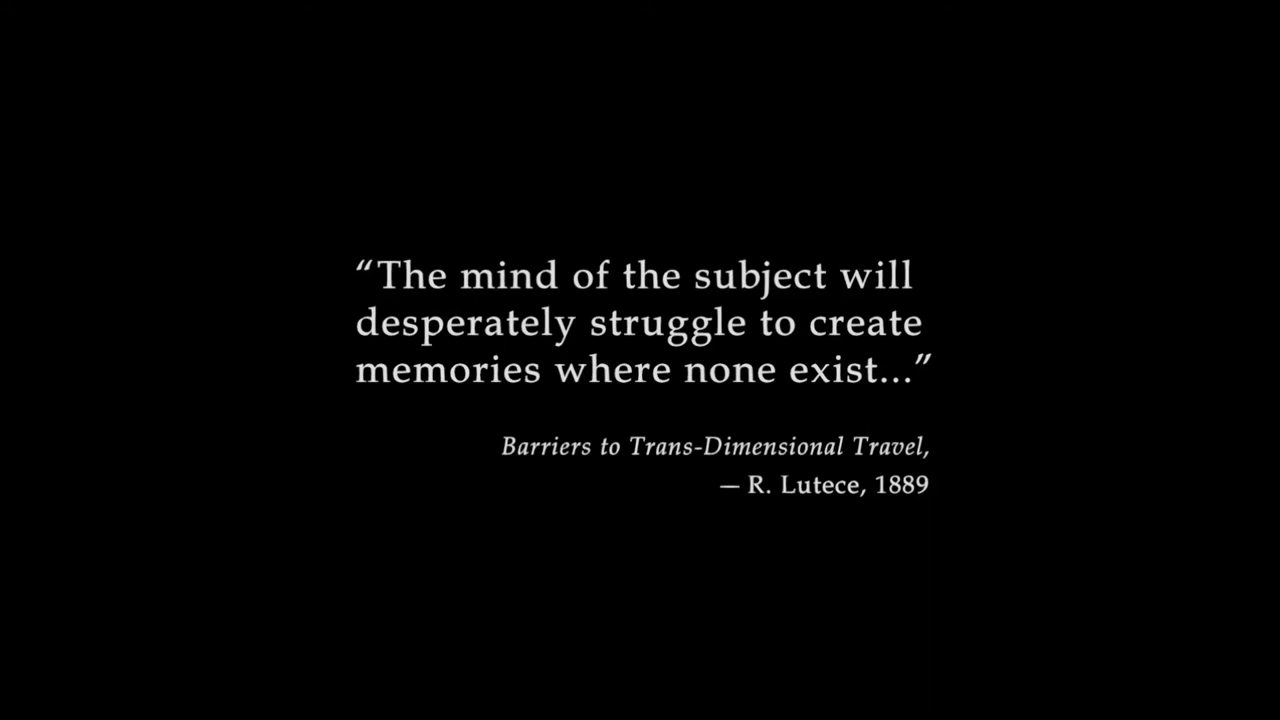 “The mind of the subject will
desperately struggle to create
memories where none exist...”
Barriers to Trans-Dimensional Travel,
— R. Lutece, 1889